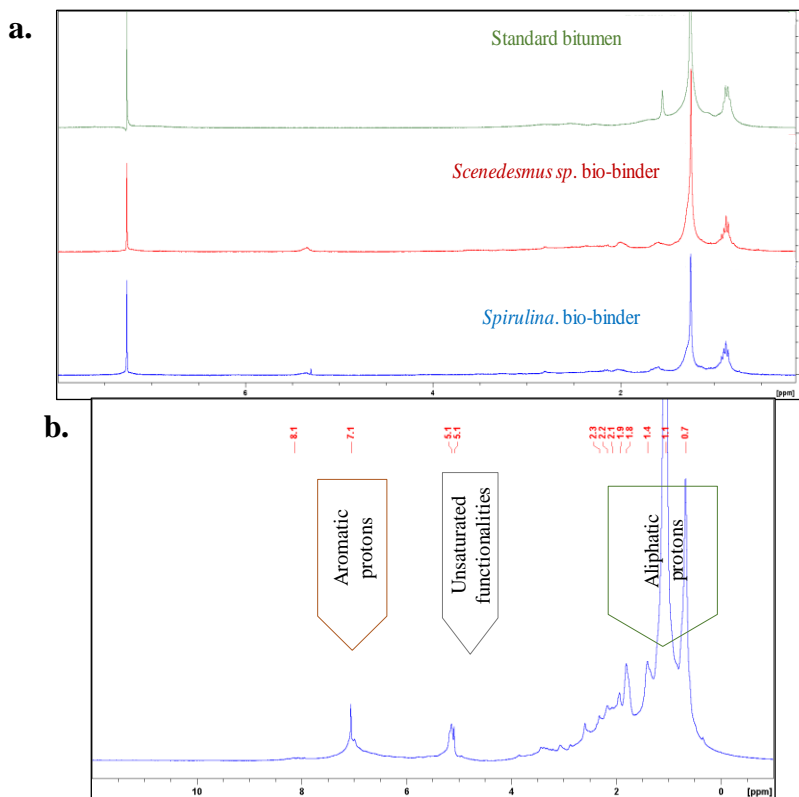 a.
Standard bitumen
Scenedesmus sp. bio-binder
Spirulina. bio-binder
6
4
2
[ppm]
b.
8.1
7.1
5.1
5.1
2.3
2.2
2.1
1.9
1.8
1.4
1.1
0.7
Aromatic
protons
Unsaturated
functionalities
Aliphatic
protons
10
8
6
4
2
0
[ppm]